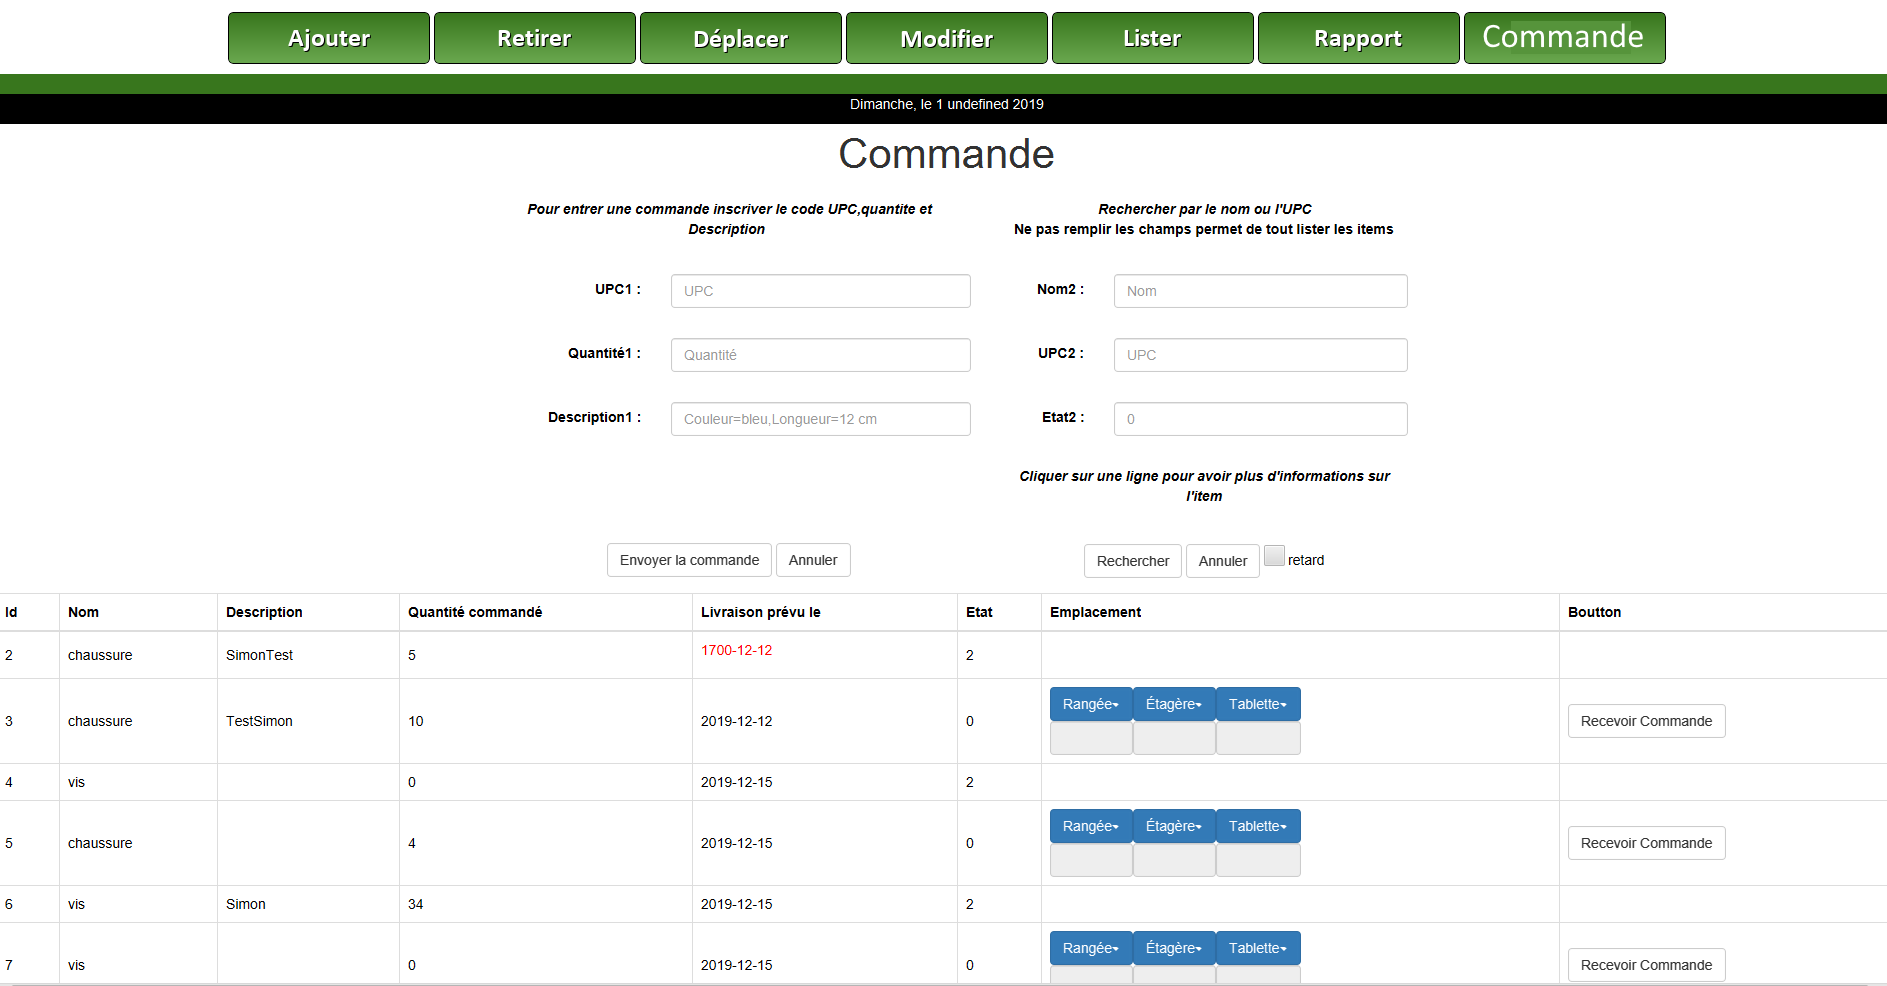 Ajouter Retirer Déplacer Modifier Lister Rapport Commande
Dimanche, le 1 undefined 2019
Commande
Pour entrer une commande inscriver le code UPC,quantite et
Description
UPC1 : UPC
Quantité1 : Quantité
Description1 : Couleur=bleu,Longueur=12 cm
Envoyer la commande Annuler
Rechercher par le nom ou l'UPC
Ne pas remplir les champs permet de tout lister les items
Nom2 : Nom
UPC2 : UPC
Etat2 : 0
Cliquer sur une ligne pour avoir plus d'informations sur
l'item
Rechercher Annuler retard
Id Nom Description Quantité commandé Livraison prévu le Etat Emplacement Boutton
2 chaussure SimonTest 5 1700-12-12 2
3 chaussure TestSimon 10 2019-12-12 0 Rangée Étagère Tablette Recevoir Commande
4 vis 0 2019-12-15 2
5 chaussure 4 2019-12-15 0 Rangée Étagère Tablette Recevoir Commande
6 vis Simon 34 2019-12-15 2
7 vis 0 2019-12-15 0 Rangée Étagère Tablette Recevoir Commande